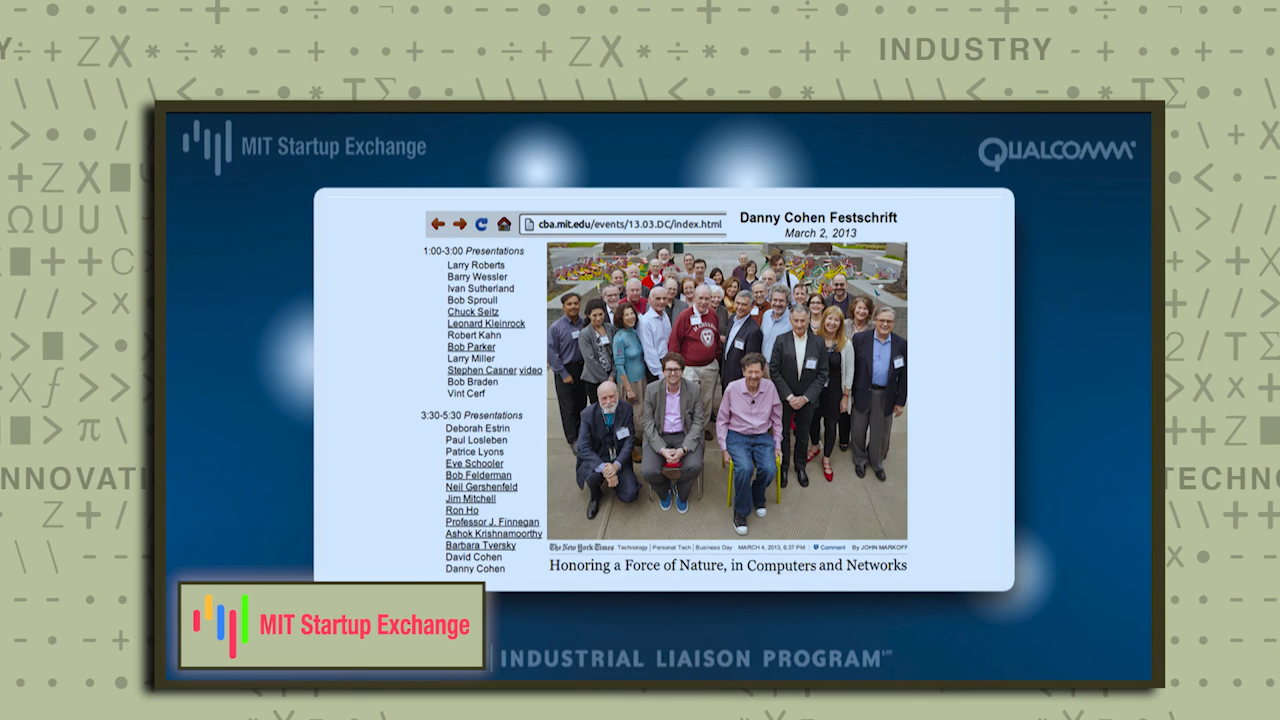 INDUSTRY
MIT Startup Exchange
QUALCOMM
cba.mit.edu/events/13.03.DC/index.html
Danny Cohen Festschrift
March 2, 2013
1:00-3:00 Presentations
Larry Roberts
Barry Wessler
Ivan Sutherland
Bob Sproull
Chuck Seitz
Leonard Kleinrock
Robert Kahn
Bob Parker
Larry Miller
Stephen Casner video
Bob Braden
Vint Cerf
3:30-5:30 Presentations
Deborah Estrin
Paul Losleben
Patrice Lyons
Eve Schooler
Bob Felderman
Neil Gershenfeld
Jim Mitchell
Ron Ho
Professor J. Finnegan
Ashok Krishnamoorthy
Barbara Tversky
David Cohen
Danny Cohen
HARVARD
The New York Times Technology | Personal Tech | Business Day MARCH 4, 2013, 6:37 PM Comment By JOHN MARKOFF
Honoring a Force of Nature, in Computers and Networks
NNOVATI
TECHNO
MIT Startup Exchange
INDUSTRIAL LIAISON PROGRAM℠